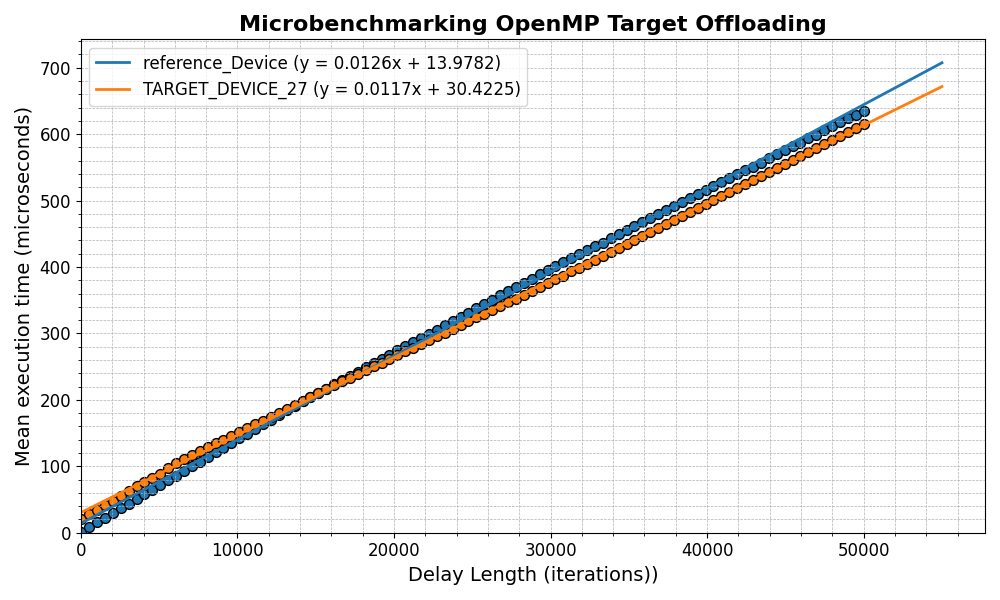 Microbenchmarking OpenMP Target Offloading
reference_Device (y = 0.0126x + 13.9782)
TARGET_DEVICE_27 (y = 0.0117x + 30.4225)
Mean execution time (microseconds)
700
600
500
400
300
200
100
0
0 10000 20000 30000 40000 50000
Delay Length (iterations))